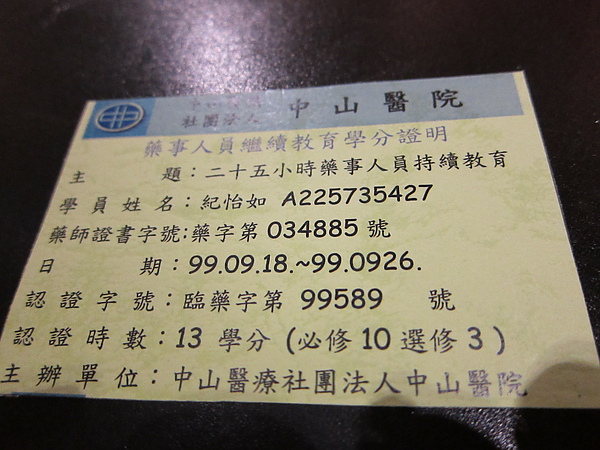 社團法人 中山醫院
藥事人員繼續教育學分證明
主題：二十五小時藥事人員持續教育
學員姓名：紀怡如 A225735427
藥師證書字號：藥字第 034885 號
日期：99.09.18.~99.0926.
認證字號：臨藥字第 99589 號
認證時數：13 學分 (必修 10 選修 3 )
主辦單位：中山醫療社團法人中山醫院